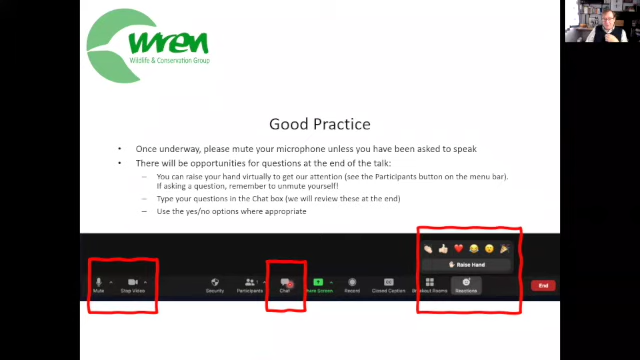 wren
Wildlife & Conservation Group
Good Practice
• Once underway, please mute your microphone unless you have been asked to speak
• There will be opportunities for questions at the end of the talk:
– You can raise your hand virtually to get our attention (see the Participants button on the menu bar).
If asking a question, remember to unmute yourself!
– Type your questions in the Chat box (we will review these at the end)
– Use the yes/no options where appropriate
Raise Hand
Mute Stop Video Security Participants Chat Screen Record Closed Caption Rooms Reactions End